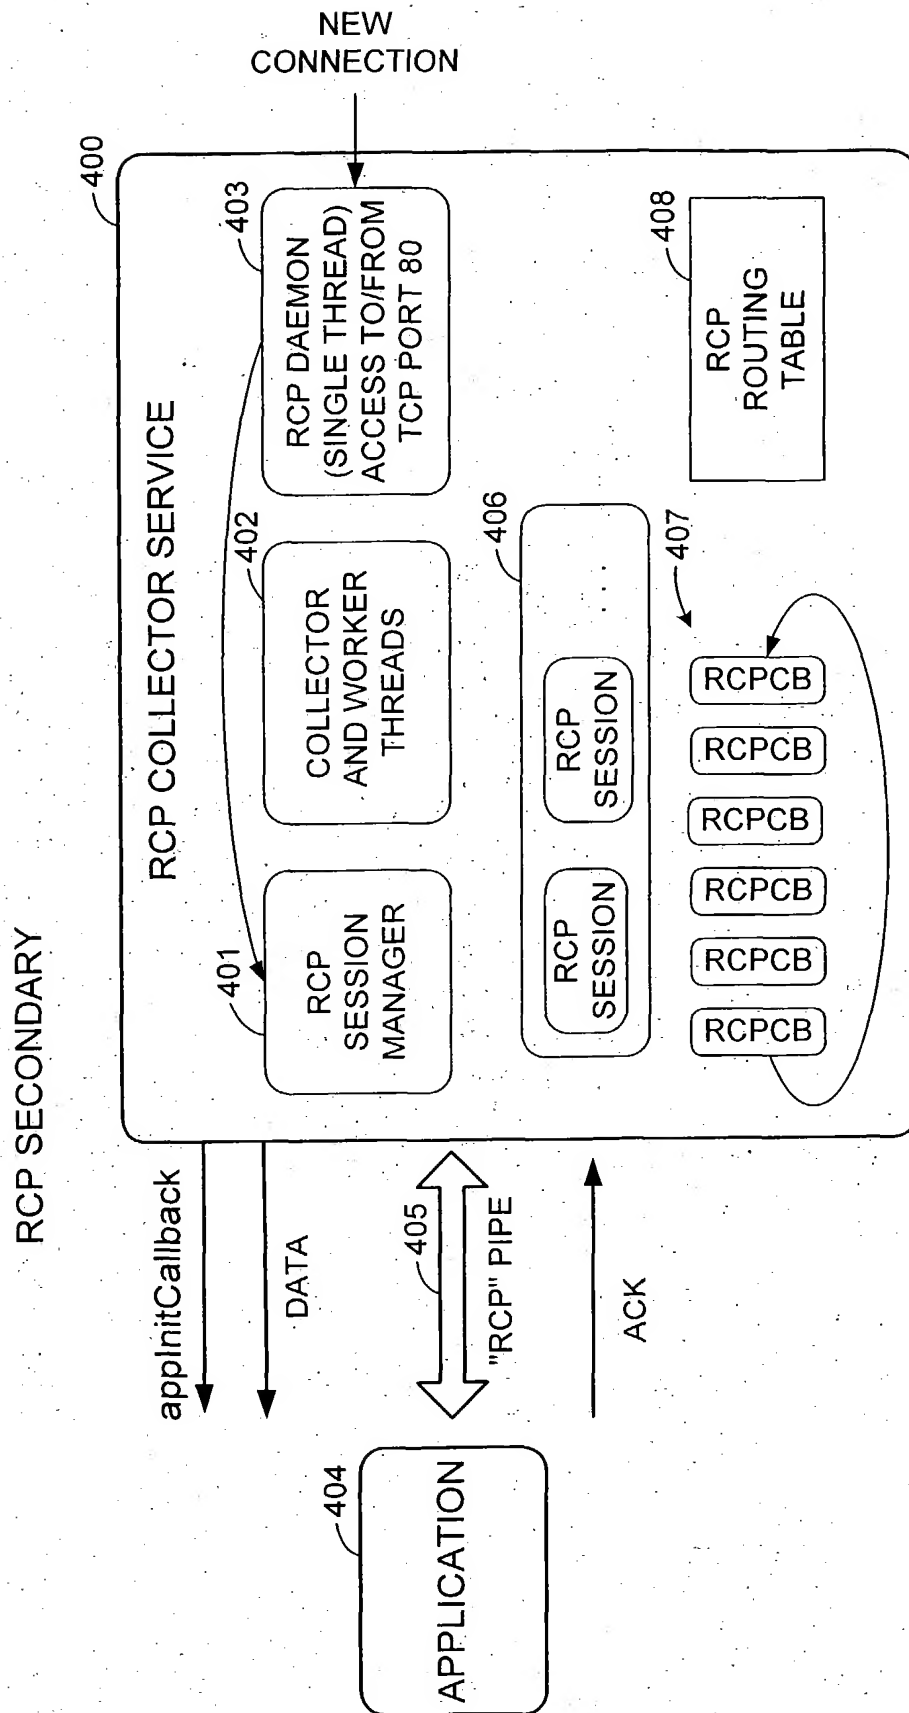 RCP SECONDARY
400
RCP COLLECTOR SERVICE
appInitCallback
DATA
401
RCP
SESSION
MANAGER
402
COLLECTOR
AND WORKER
THREADS
403
RCP DAEMON
(SINGLE THREAD)
ACCESS TO/FROM
TCP PORT 80
NEW
CONNECTION
404
APPLICATION
405
"RCP" PIPE
ACK
406
RCP
SESSION
RCP
SESSION
. . .
407
RCPCB
RCPCB
RCPCB
RCPCB
RCPCB
RCPCB
408
RCP
ROUTING
TABLE